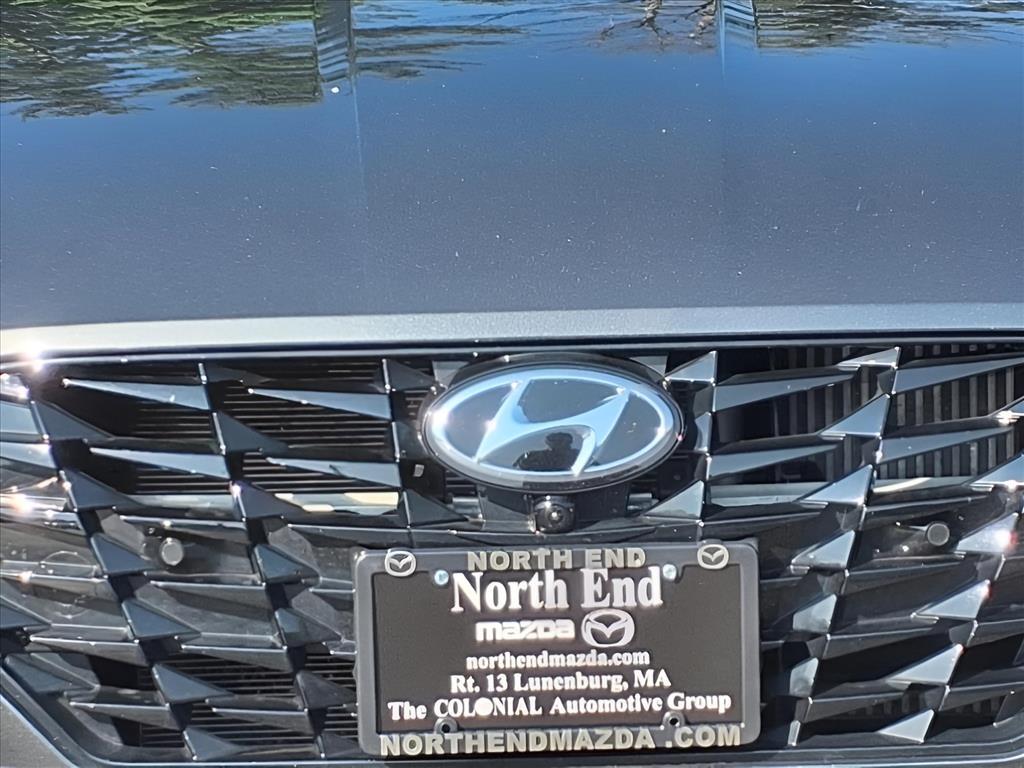 NORTH END
North End
mazda
northendmazda.com
Rt. 13 Lunenburg, MA
The COLONIAL Automotive Group
NORTHENDMAZDA.COM